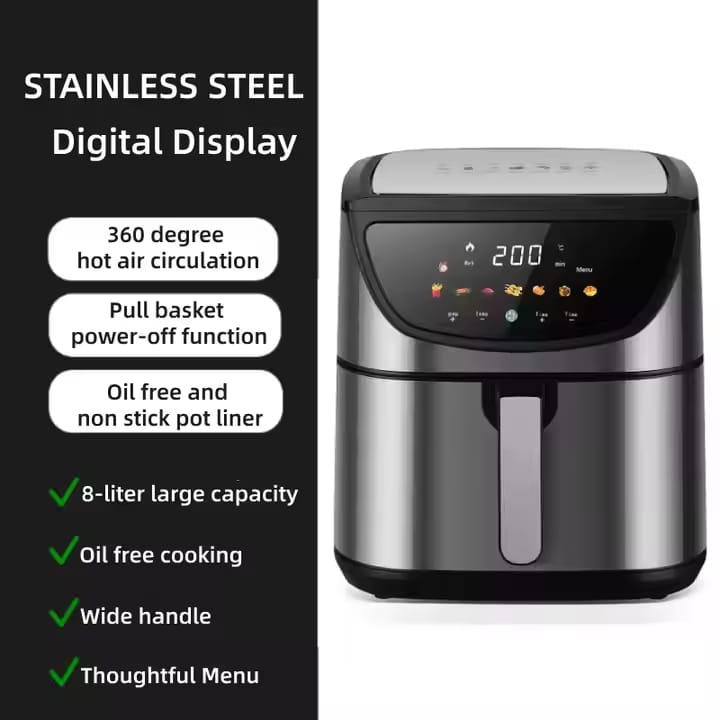 STAINLESS STEEL
Digital Display
360 degree
hot air circulation
Pull basket
power-off function
Oil free and
non stick pot liner
8-liter large capacity
Oil free cooking
Wide handle
Thoughtful Menu
200
°C
min
Menu